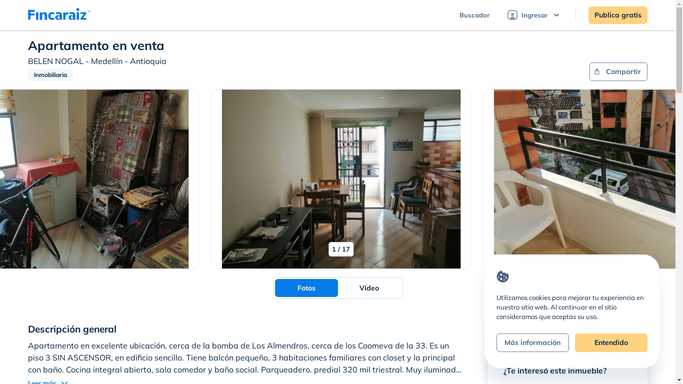 Fincaraiz
Buscador
Ingresar
Publica gratis
Apartamento en venta
BELEN NOGAL - Medellín - Antioquia
Inmobiliaria
Compartir
1 / 17
Fotos
Video
Descripción general
Apartamento en excelente ubicación, cerca de la bomba de Los Almendros, cerca de los Caomeva de la 33. Es un
piso 3 SIN ASCENSOR, en edificio sencillo. Tiene balcón pequeño, 3 habitaciones familiares con closet y la principal
con baño. Cocina integral abierta, sala comedor y baño social. Parqueadero. predial 320 mil triestral. Muy iluminad...
Leer más
Utilizamos cookies para mejorar tu experiencia en
nuestro sitio web. Al continuar en el sitio
consideramos que aceptas su uso.
Más información
Entendido
¿Te interesó este inmueble?